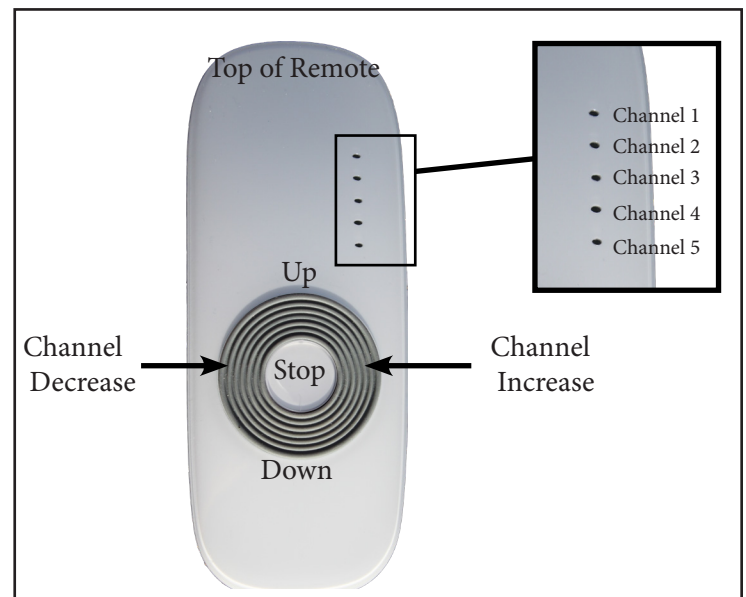 Top of Remote
Channel 1
Channel 2
Channel 3
Channel 4
Channel 5
Up
Channel
Decrease
Stop
Channel
Increase
Down